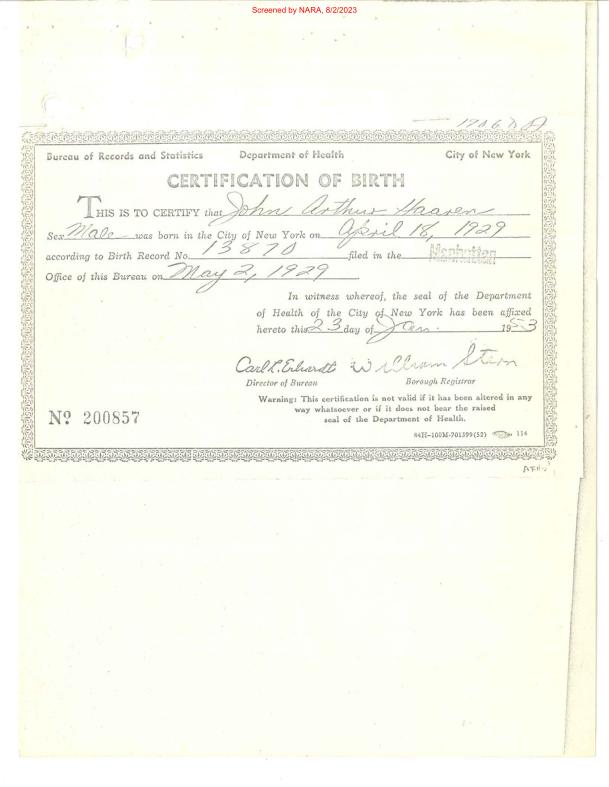 Screened by NARA, 8/2/2023
Bureau of Records and Statistics Department of Health City of New York
CERTIFICATION OF BIRTH
THIS IS TO CERTIFY that John Arthur Haaren
Sex Male was born in the City of New York on April 18, 1929
according to Birth Record No. 13870 filed in the Manhattan
Office of this Bureau on May 2, 1929
In witness whereof, the seal of the Department
of Health of the City of New York has been affixed
hereto this 23 day of Jan. 1953
Carl L. Erhardt William Stern
Director of Bureau Borough Registrar
Warning: This certification is not valid if it has been altered in any
way whatsoever or if it does not bear the raised
seal of the Department of Health.
No 200857
84H-100M-701399(52) 114